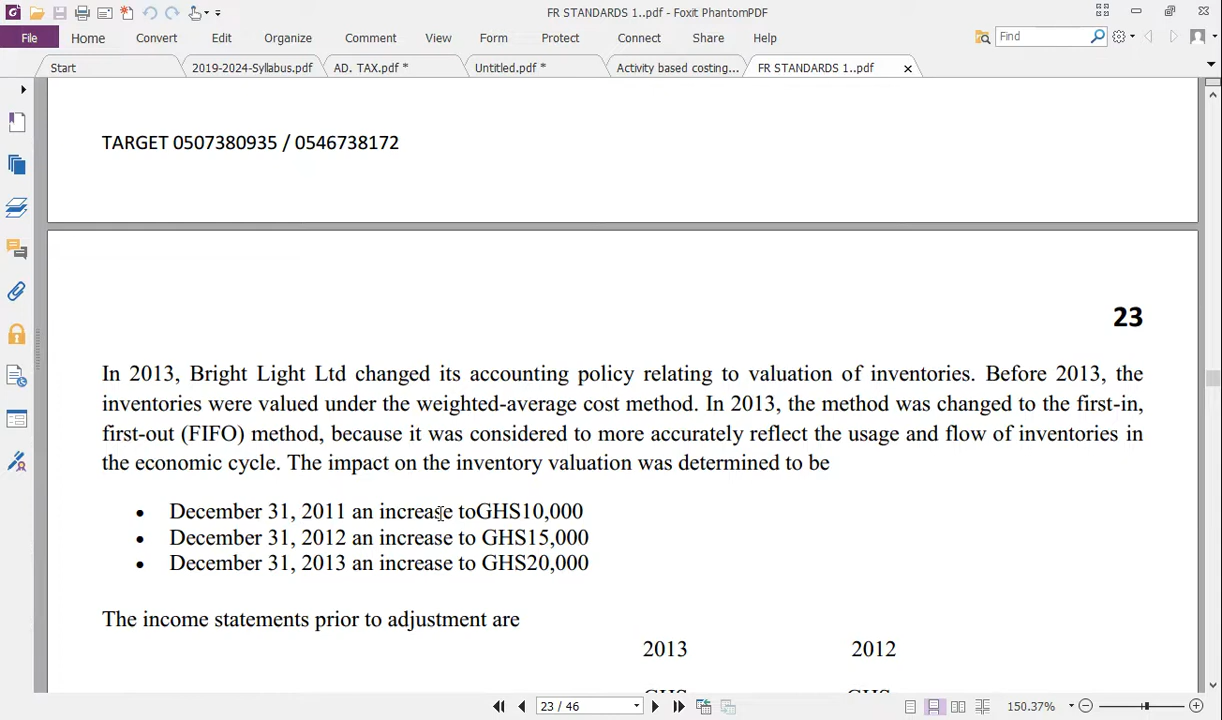 FR STANDARDS 1..pdf - Foxit PhantomPDF
File Home Convert Edit Organize Comment View Form Protect Connect Share Help Find
Start 2019-2024-Syllabus.pdf AD. TAX.pdf * Untitled.pdf * Activity based costing... FR STANDARDS 1..pdf
TARGET 0507380935 / 0546738172
23
In 2013, Bright Light Ltd changed its accounting policy relating to valuation of inventories. Before 2013, the
inventories were valued under the weighted-average cost method. In 2013, the method was changed to the first-in,
first-out (FIFO) method, because it was considered to more accurately reflect the usage and flow of inventories in
the economic cycle. The impact on the inventory valuation was determined to be
• December 31, 2011 an increase toGHS10,000
• December 31, 2012 an increase to GHS15,000
• December 31, 2013 an increase to GHS20,000
The income statements prior to adjustment are
2013 2012
GHS GHS
23 / 46 150.37%